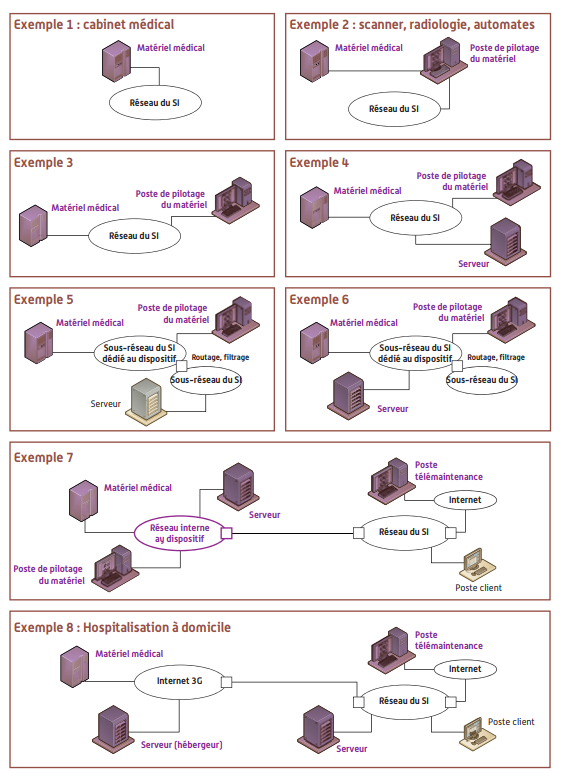 Exemple 1 : cabinet médical
Matériel médical
Réseau du SI
Exemple 2 : scanner, radiologie, automates
Matériel médical
Poste de pilotage
du matériel
Réseau du SI
Exemple 3
Poste de pilotage
du matériel
Matériel médical
Réseau du SI
Exemple 4
Poste de pilotage
du matériel
Matériel médical
Réseau du SI
Serveur
Exemple 5
Poste de pilotage
du matériel
Matériel médical
Sous-réseau du SI
dédié au dispositif
Routage, filtrage
Sous-réseau du SI
Serveur
Exemple 6
Poste de pilotage
du matériel
Matériel médical
Sous-réseau du SI
dédié au dispositif
Routage, filtrage
Sous-réseau du SI
Serveur
Exemple 7
Matériel médical
Serveur
Poste
télémaintenance
Internet
Réseau interne
ay dispositif
Réseau du SI
Poste de pilotage
du matériel
Poste client
Exemple 8 : Hospitalisation à domicile
Matériel médical
Poste
télémaintenance
Internet
Internet 3G
Réseau du SI
Poste client
Serveur (hébergeur)
Serveur